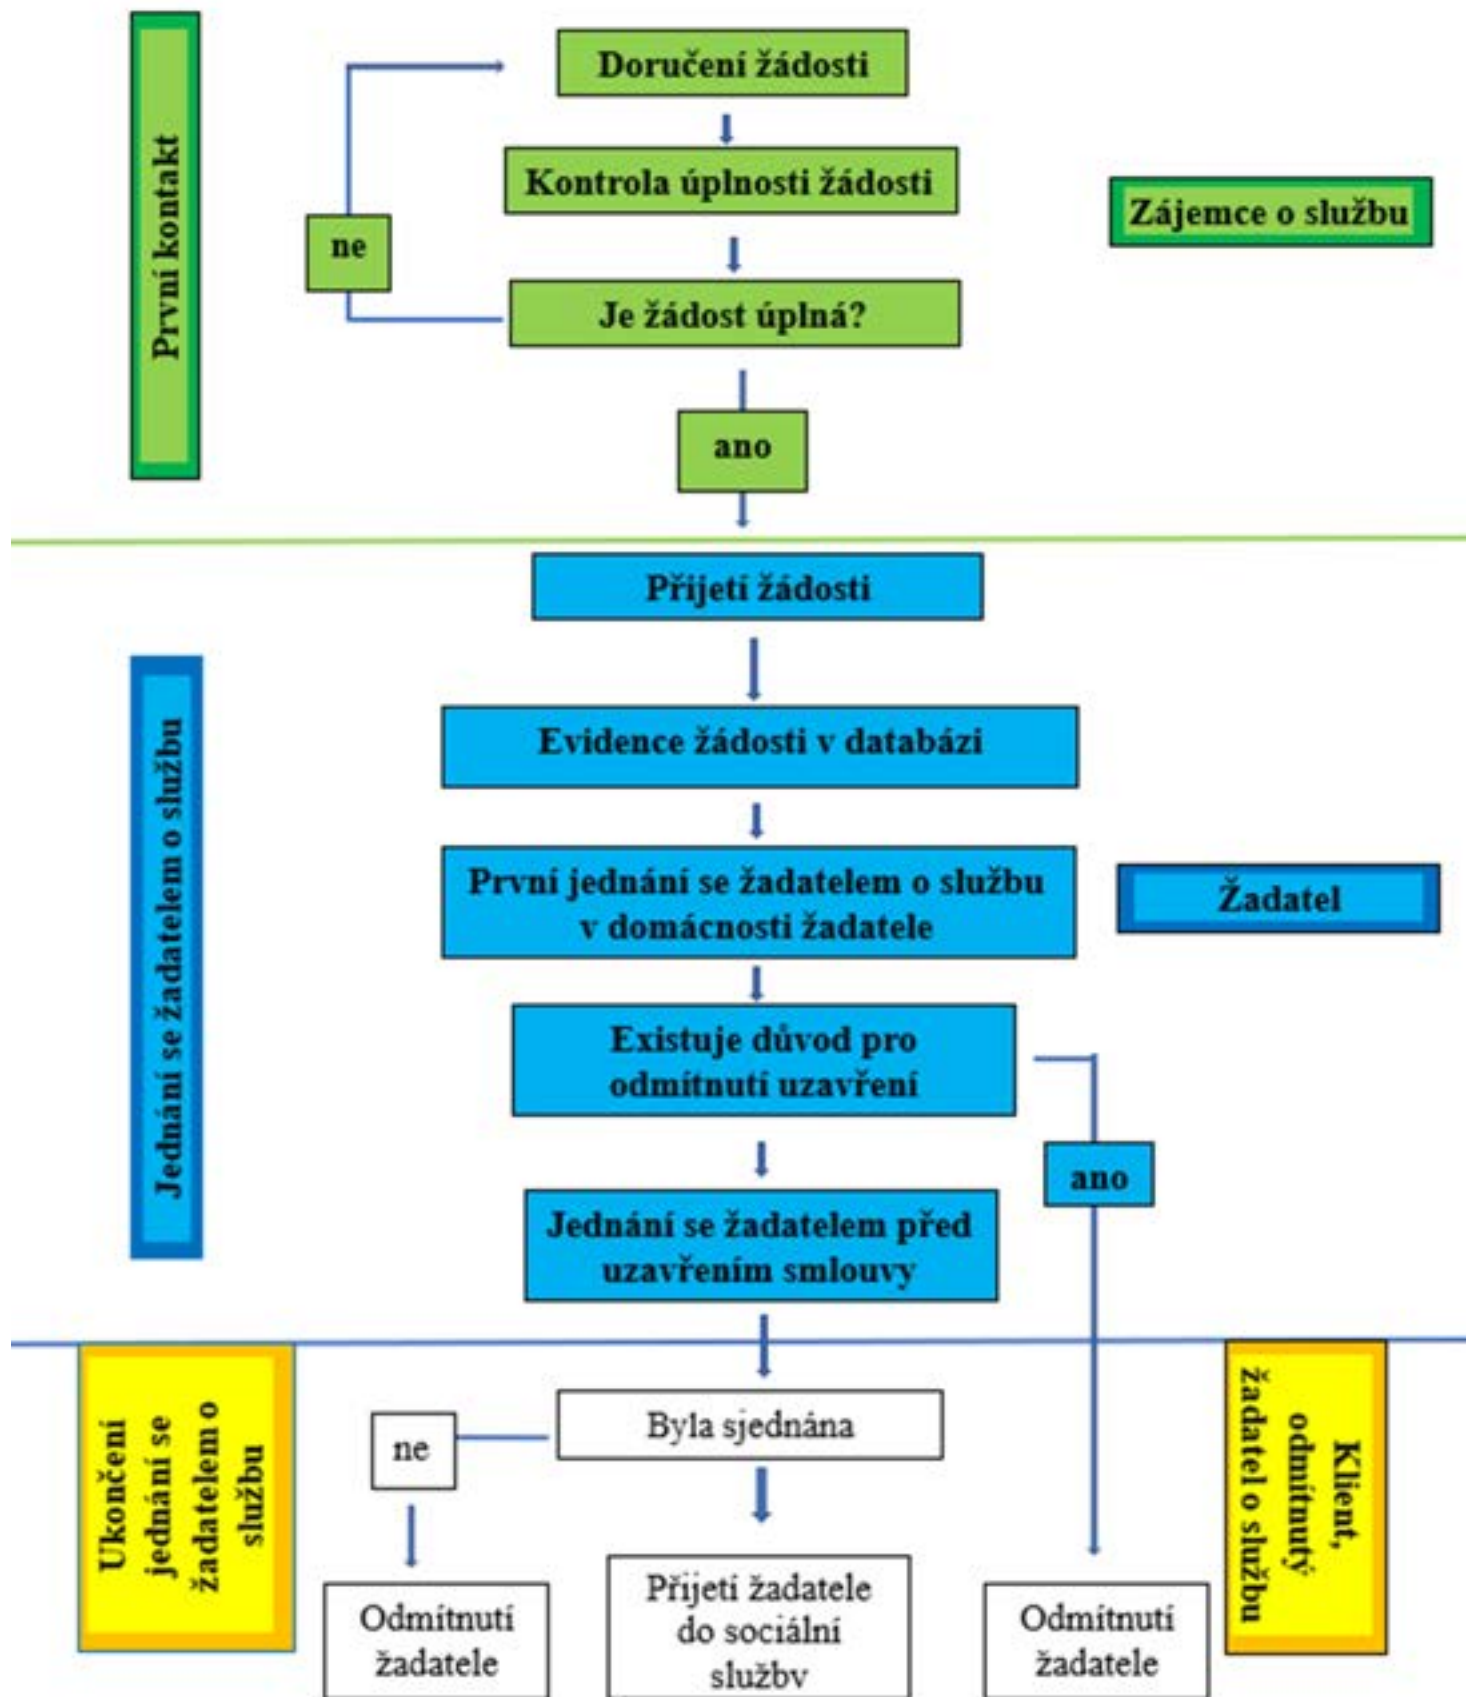 První kontakt
Doručení žádosti
Kontrola úplnosti žádosti
Zájemce o službu
ne
Je žádost úplná?
ano
Přijetí žádosti
Jednání se žadatelem o službu
Evidence žádosti v databázi
První jednání se žadatelem o službu
v domácnosti žadatele
Žadatel
Existuje důvod pro
odmítnutí uzavření
ano
Jednání se žadatelem před
uzavřením smlouvy
Ukončení
jednání se
žadatelem o
službu
Klient,
odmítnutý
žadatel o službu
Byla sjednána
ne
Odmítnutí
žadatele
Přijetí žadatele
do sociální
služby
Odmítnutí
žadatele